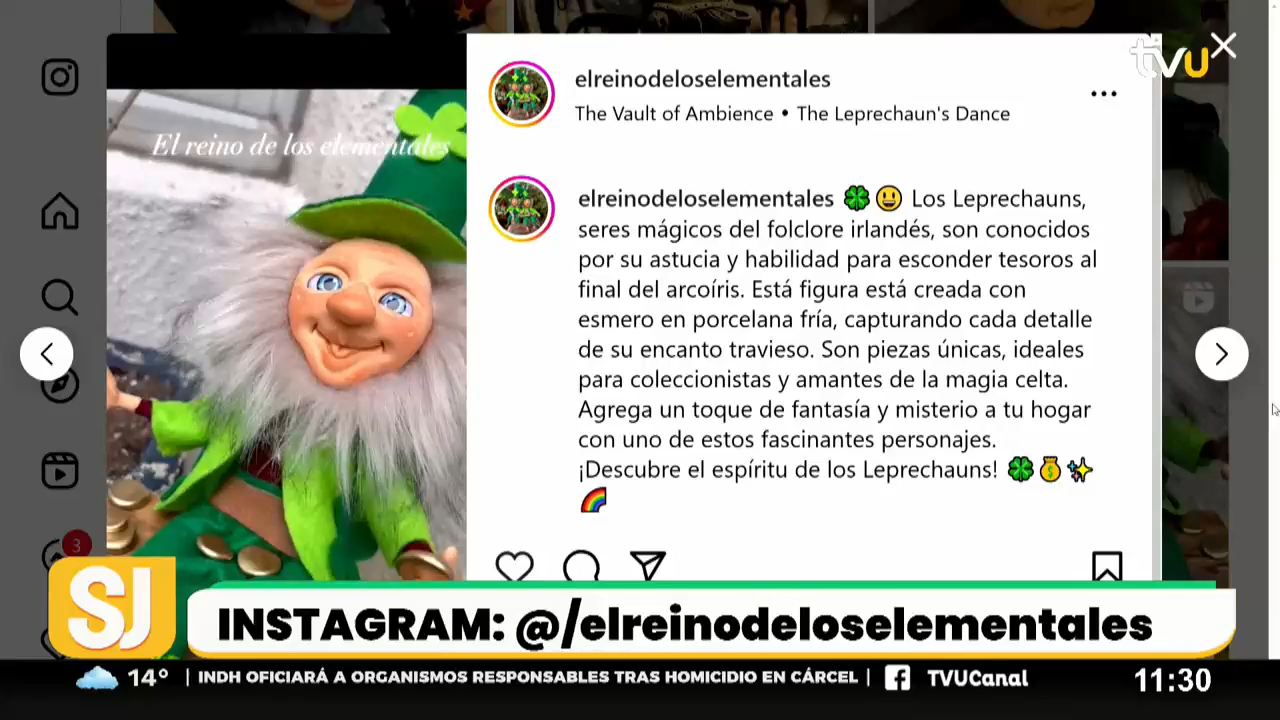 tvu
elreinodeloselementales
The Vault of Ambience • The Leprechaun's Dance
El reino de los elementales
elreinodeloselementales 🍀😃 Los Leprechauns,
seres mágicos del folclore irlandés, son conocidos
por su astucia y habilidad para esconder tesoros al
final del arcoíris. Está figura está creada con
esmero en porcelana fría, capturando cada detalle
de su encanto travieso. Son piezas únicas, ideales
para coleccionistas y amantes de la magia celta.
Agrega un toque de fantasía y misterio a tu hogar
con uno de estos fascinantes personajes.
¡Descubre el espíritu de los Leprechauns! 🍀💰✨
🌈
3
SJ
INSTAGRAM: @/elreinodeloselementales
14° | INDH OFICIARÁ A ORGANISMOS RESPONSABLES TRAS HOMICIDIO EN CÁRCEL | TVUCanal 11:30